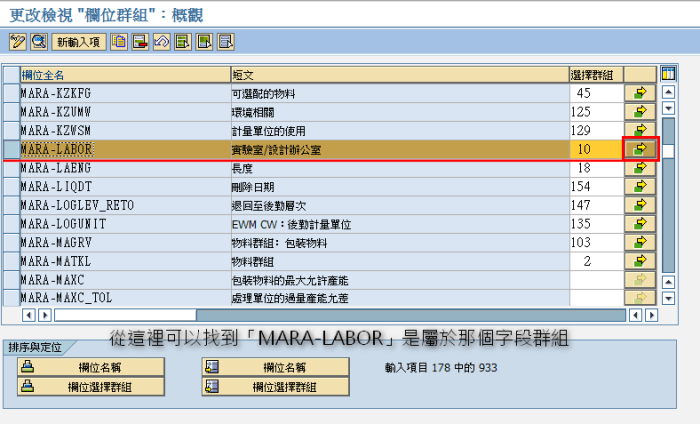 更改檢視 "欄位群組"：概觀
新輸入項
欄位全名 短文 選擇群組
MARA-KZKFG 可選配的物料 45
MARA-KZUMW 環境相關 125
MARA-KZWSM 計量單位的使用 129
MARA-LABOR 實驗室/設計辦公室 10
MARA-LAENG 長度 18
MARA-LIQDT 刪除日期 154
MARA-LOGLEV_RETO 退回至後勤層次 147
MARA-LOGUNIT EWM CW：後勤計量單位 135
MARA-MAGRV 物料群組: 包裝物料 103
MARA-MATKL 物料群組 2
MARA-MAXC 包裝物料的最大允許產能
MARA-MAXC_TOL 處理單位的過量產能允差
從這裡可以找到「MARA-LABOR」是屬於那個字段群組
排序與定位
欄位名稱 欄位名稱 輸入項目 178 中的 933
欄位選擇群組 欄位選擇群組